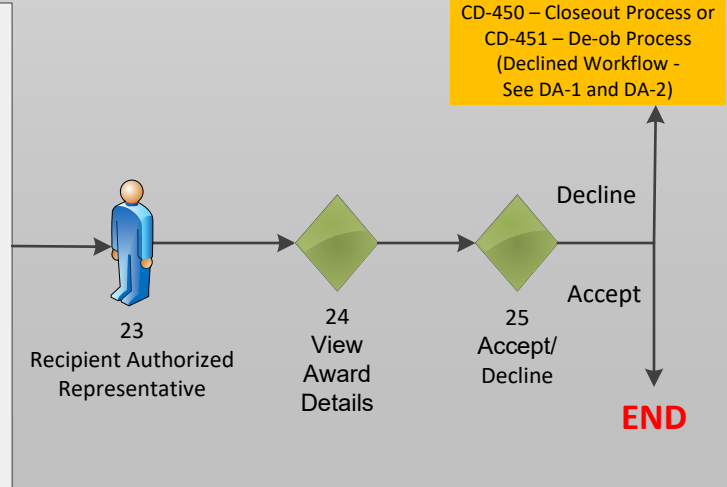 CD-450 – Closeout Process or
CD-451 – De-ob Process
(Declined Workflow -
See DA-1 and DA-2)
Decline
Accept
23
Recipient Authorized
Representative
24
View
Award
Details
25
Accept/
Decline
END